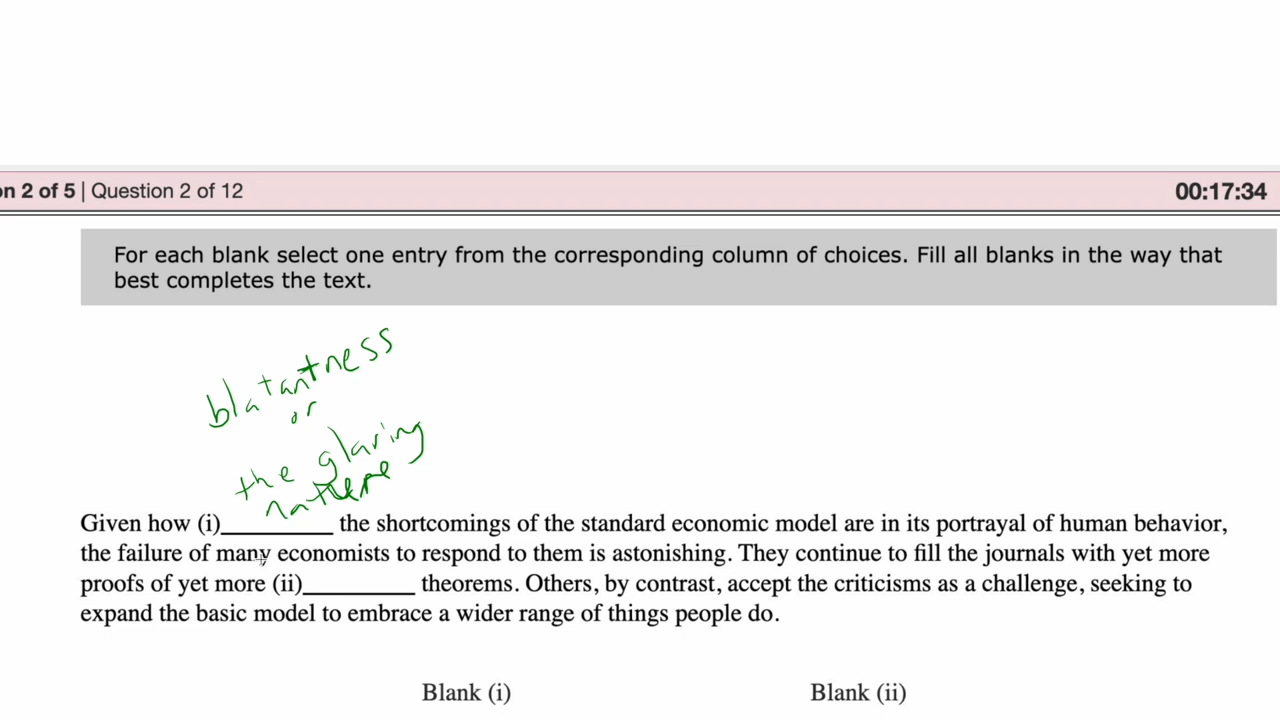 on 2 of 5 | Question 2 of 12
00:17:34
For each blank select one entry from the corresponding column of choices. Fill all blanks in the way that
best completes the text.
blatantness
or
the glaring
nature
Given how (i)__________ the shortcomings of the standard economic model are in its portrayal of human behavior,
the failure of many economists to respond to them is astonishing. They continue to fill the journals with yet more
proofs of yet more (ii)__________ theorems. Others, by contrast, accept the criticisms as a challenge, seeking to
expand the basic model to embrace a wider range of things people do.
Blank (i)
Blank (ii)